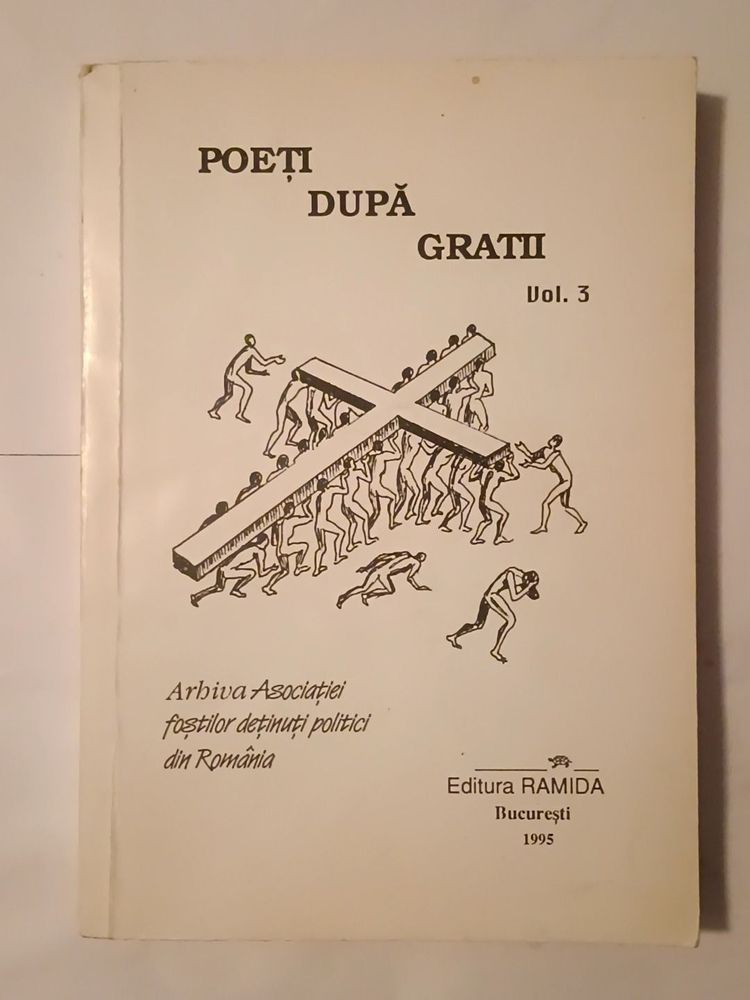 POEȚI
DUPĂ
GRATII
Vol. 3
Arhiva Asociației
foștilor deținuți politici
din România
Editura RAMIDA
București
1995